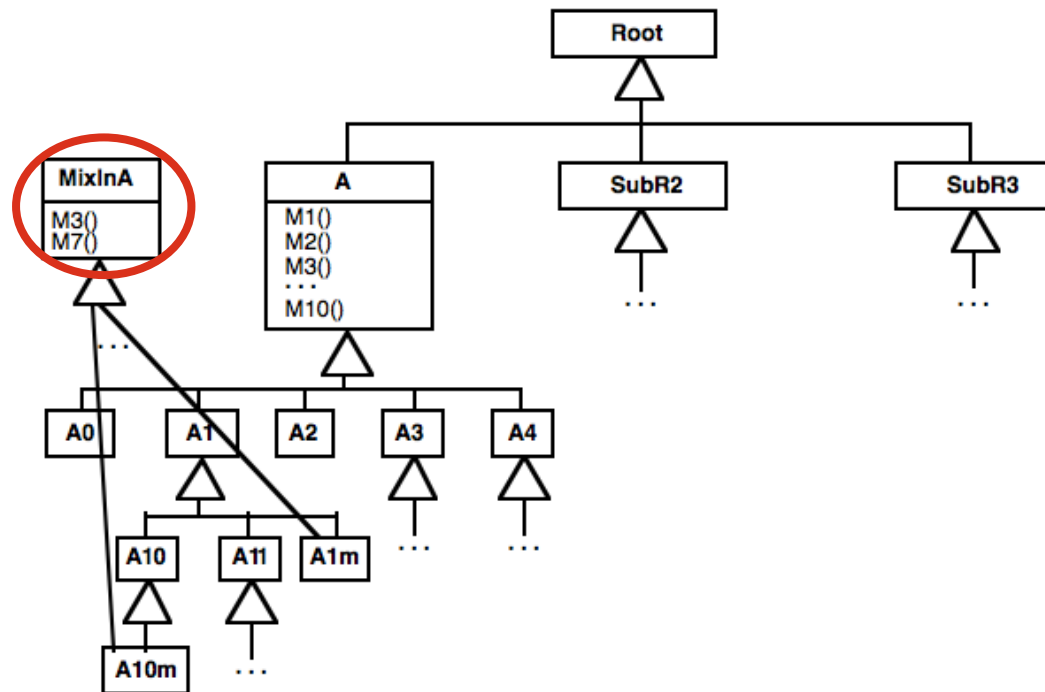 Root
MixInA
M3()
M7()
A
M1()
M2()
M3()
...
M10()
SubR2
SubR3
...
...
...
A0
A1
A2
A3
A4
A10
A11
A1m
...
...
A10m
...